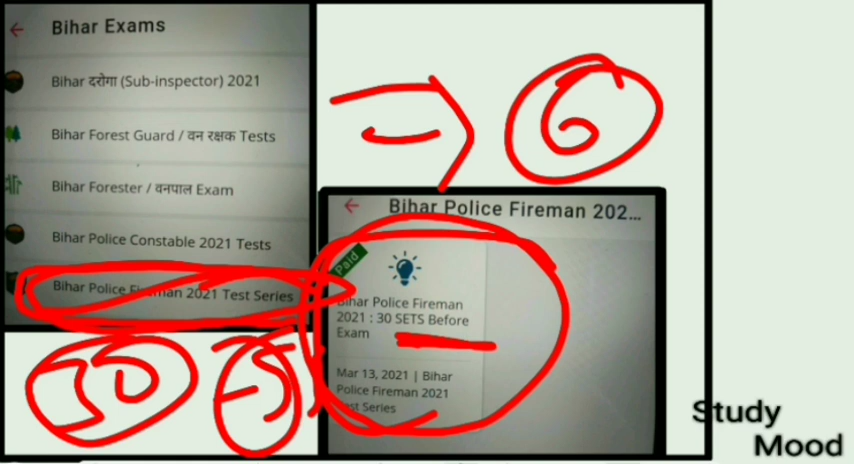 Bihar Exams
Bihar दरोगा (Sub-inspector) 2021
Bihar Forest Guard / वन रक्षक Tests
Bihar Forester / वनपाल Exam
Bihar Police Constable 2021 Tests
Bihar Police Fireman 2021 Test Series
6
Bihar Police Fireman 202...
Paid
Bihar Police Fireman
2021 : 30 SETS Before
Exam
Mar 13, 2021 | Bihar
Police Fireman 2021
Test Series
30
Study
Mood